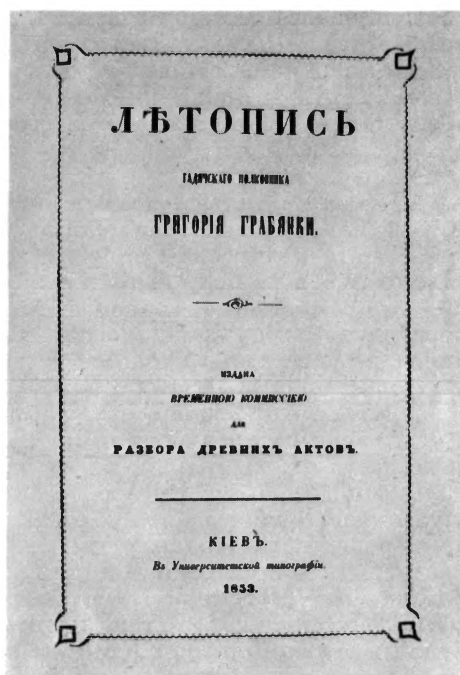 ЛѢТОПИСЬ
ГАДЯЧСКАГО ПОЛКОВНИКА
ГРИГОРІЯ ГРАБЯНКИ.
ИЗДАНА
ВРЕМЕННОЮ КОММИССІЕЮ
ДЛЯ
РАЗБОРА ДРЕВНИХЪ АКТОВЪ.
КІЕВЪ.
Въ Университетской типографіи.
1853.